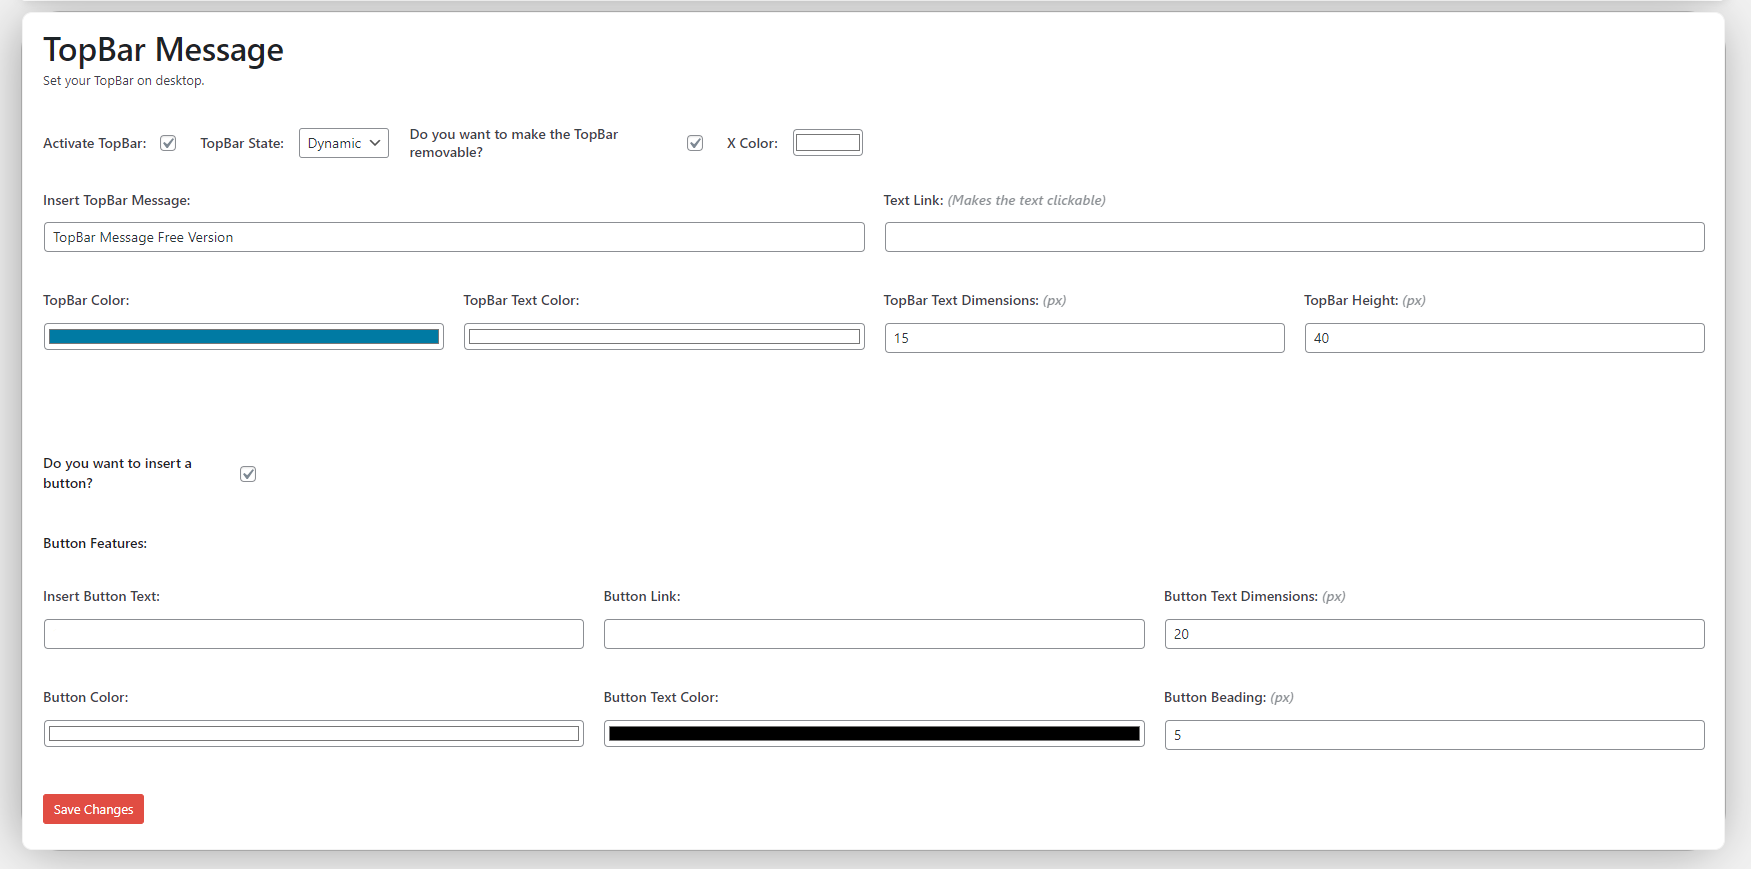 TopBar Message
Set your TopBar on desktop.
Activate TopBar: TopBar State: Dynamic Do you want to make the TopBar removable? X Color:
Insert TopBar Message: Text Link: (Makes the text clickable)
TopBar Message Free Version
TopBar Color: TopBar Text Color: TopBar Text Dimensions: (px) TopBar Height: (px)
15 40
Do you want to insert a
button?
Button Features:
Insert Button Text: Button Link: Button Text Dimensions: (px)
20
Button Color: Button Text Color: Button Beading: (px)
5
Save Changes